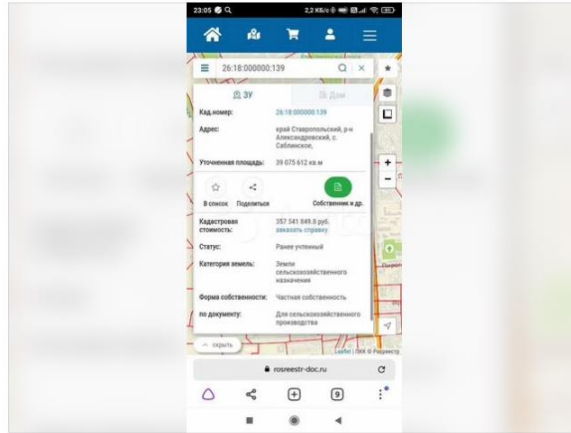 23:05
2,2 КБ/с
26:18:000000:139
ЗУ
Дом
Кад.номер: 26:18:000000:139
Адрес: край Ставропольский, р-н
Александровский, с.
Саблинское,
Уточненная площадь: 39 075 612 кв.м
В список
Поделиться
Собственник и др.
Кадастровая
стоимость:
357 541 849.8 руб.
заказать справку
Статус: Ранее учтенный
Категория земель: Земли
сельскохозяйственного
назначения
Форма собственности: Частная собственность
по документу: Для сельскохозяйственного
производства
скрыть
Leaflet | ПКК © Росреестр
rosreestr-doc.ru
9